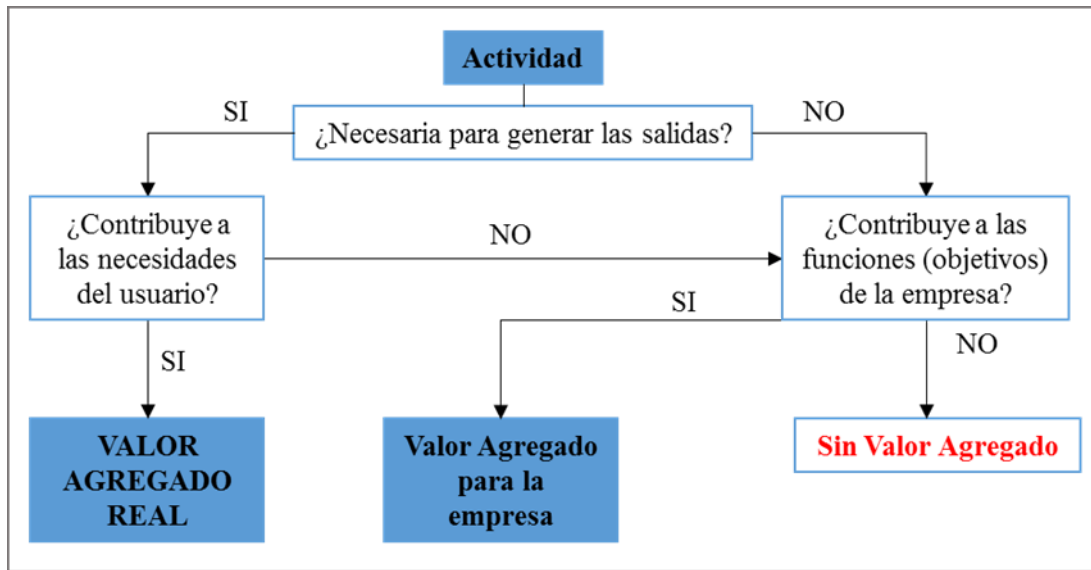 Actividad
SI
NO
¿Necesaria para generar las salidas?
¿Contribuye a
las necesidades
del usuario?
NO
¿Contribuye a las
funciones (objetivos)
de la empresa?
SI
SI
NO
VALOR
AGREGADO
REAL
Valor Agregado
para la
empresa
Sin Valor Agregado